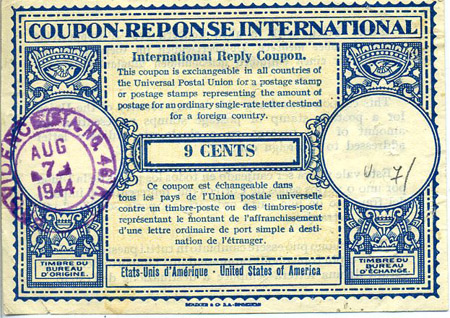 COUPON-REPONSE INTERNATIONAL
International Reply Coupon.
This coupon is exchangeable in all countries of
the Universal Postal Union for a postage stamp
or postage stamps representing the amount of
postage for an ordinary single-rate letter destined
for a foreign country.
STA. NO.
AUG
7
1944
9 CENTS
Ce coupon est échangeable dans
tous les pays de l'Union postale universelle
contre un timbre-poste ou des timbres-poste
représentant le montant de l'affranchissement
d'une lettre ordinaire de port simple à desti-
nation de l'étranger.
TIMBRE DU
BUREAU
D'ORIGINE.
Etats-Unis d'Amérique - United States of America
TIMBRE DU
BUREAU
D'ÉCHANGE.